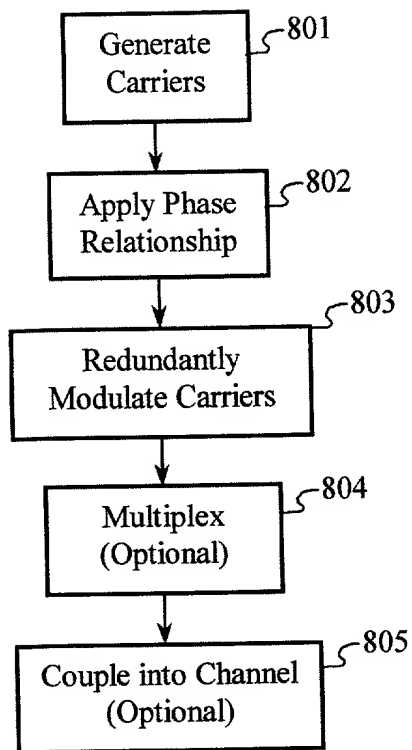 Generate
Carriers
801
Apply Phase
Relationship
802
Redundantly
Modulate Carriers
803
Multiplex
(Optional)
804
Couple into Channel
(Optional)
805